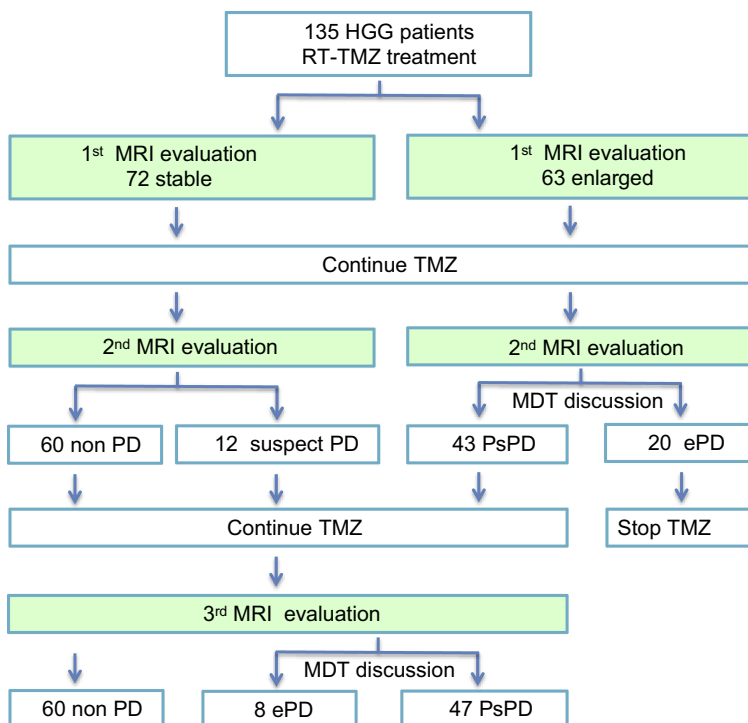 135 HGG patients
RT-TMZ treatment
1st MRI evaluation
72 stable
1st MRI evaluation
63 enlarged
Continue TMZ
2nd MRI evaluation
2nd MRI evaluation
MDT discussion
60 non PD
12 suspect PD
43 PsPD
20 ePD
Continue TMZ
Stop TMZ
3rd MRI evaluation
MDT discussion
60 non PD
8 ePD
47 PsPD